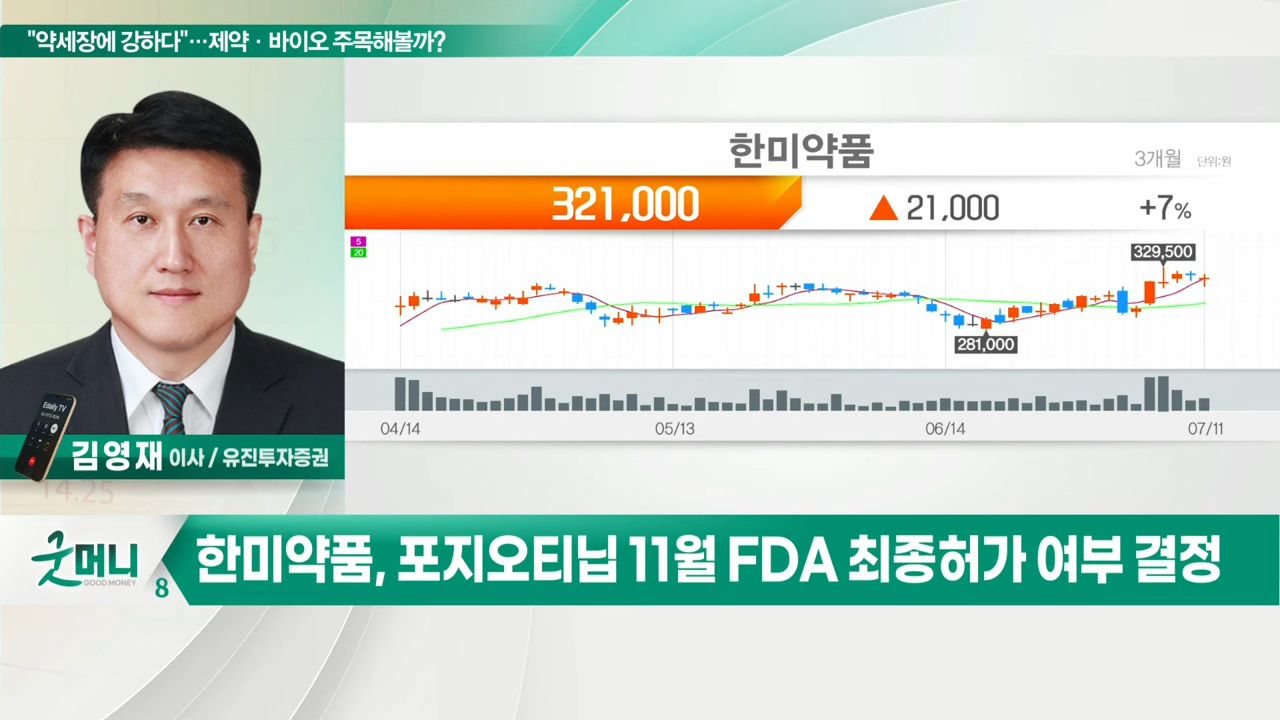 "약세장에 강하다"…제약·바이오 주목해볼까?
한미약품
3개월 단위:원
321,000 ▲ 21,000 +7%
5
20
329,500
281,000
04/14 05/13 06/14 07/11
Edaily TV
김영재 이사 / 유진투자증권
14.25
굿머니
GOOD MONEY
8
한미약품, 포지오티닙 11월 FDA 최종허가 여부 결정